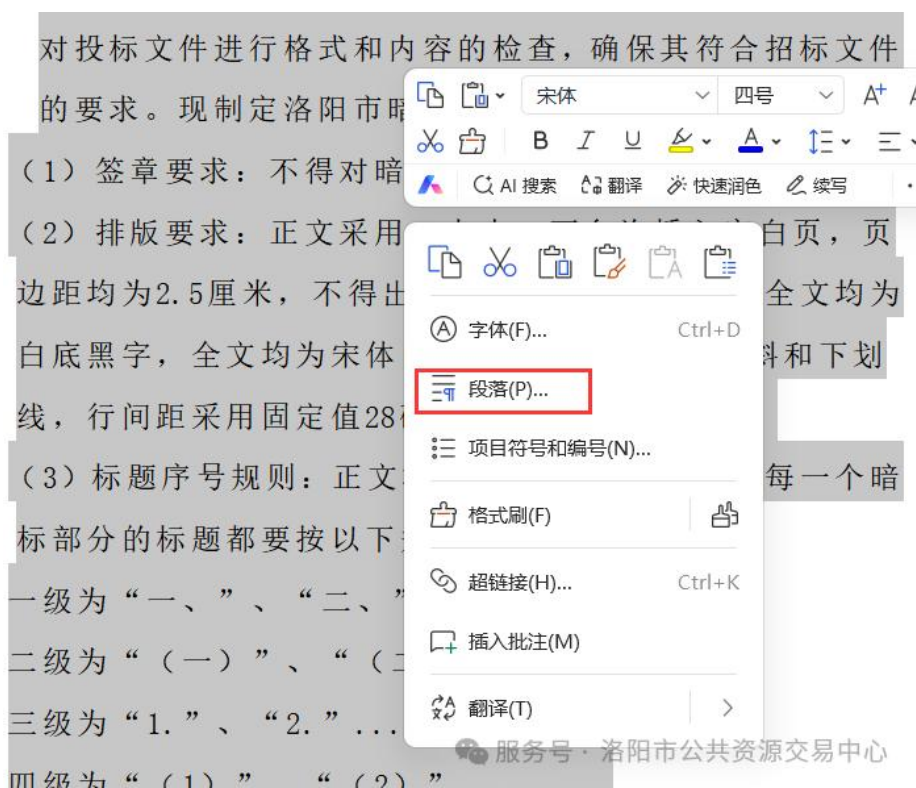 对投标文件进行格式和内容的检查，确保其符合招标文件
的要求。现制定洛阳市暗
宋体 四号 A+
B I U A
（1）签章要求：不得对暗
AI 搜索 翻译 快速润色 续写
（2）排版要求：正文采用
白页，页
边距均为2.5厘米，不得出
全文均为
字体(F)... Ctrl+D
白底黑字，全文均为宋体
和下划
段落(P)...
线，行间距采用固定值28
项目符号和编号(N)...
（3）标题序号规则：正文
每一个暗
格式刷(F)
标部分的标题都要按以下
超链接(H)... Ctrl+K
一级为“一、”、“二、”
插入批注(M)
二级为“（一）”、“（二
翻译(T)
三级为“1.”、“2.”...
服务号·洛阳市公共资源交易中心
四级为“（1）”、“（2）”